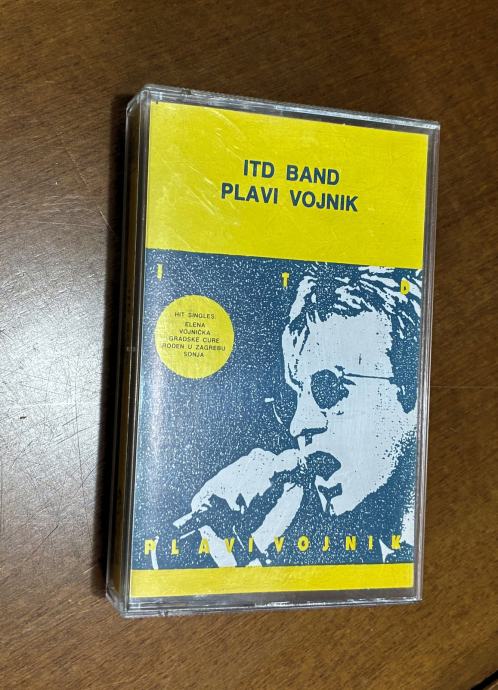 ITD BAND
PLAVI VOJNIK
I T D
HIT SINGLES:
ELENA
VOJNIČKA
GRADSKE CURE
ROĐEN U ZAGREBU
SONJA
PLAVI VOJNIK